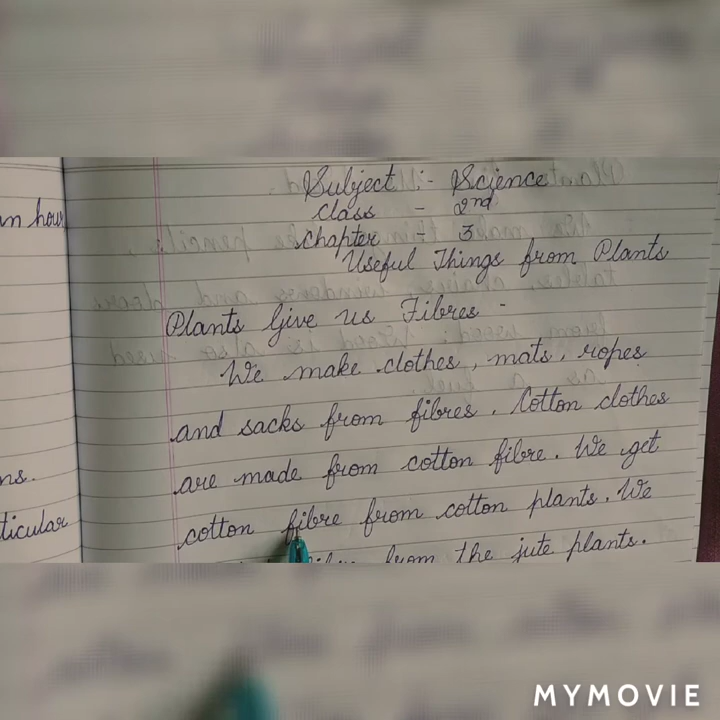 Subject :- Science
Class - 2nd
Chapter - 3
Useful Things from Plants
Plants Give us Fibres -
We make clothes, mats, ropes
and sacks from fibres. Cotton clothes
are made from cotton fibre. We get
cotton fibre from cotton plants. We
from the jute plants.
an hour
ns.
ticular
MYMOVIE